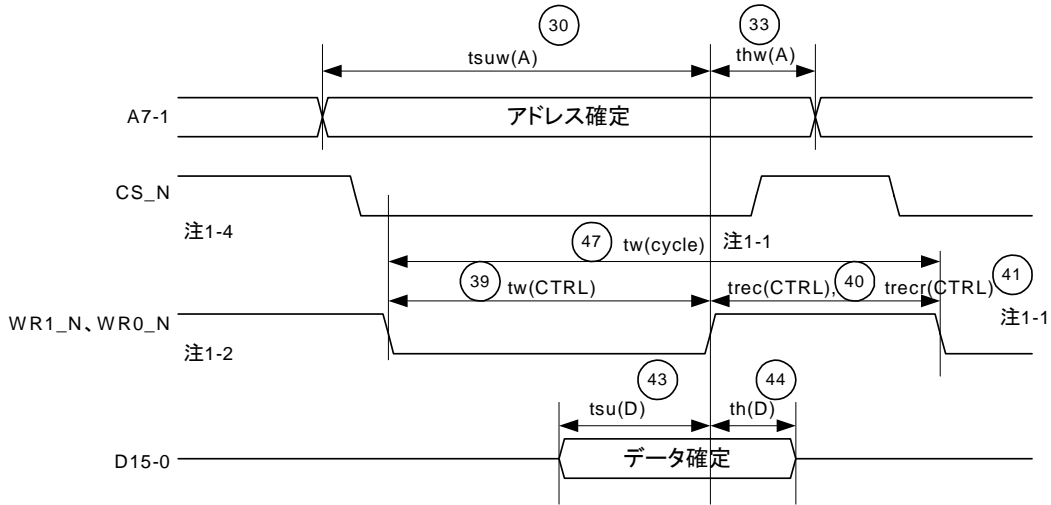 30
33
tsuw(A)
thw(A)
A7-1
アドレス確定
CS_N
注1-4
47
tw(cycle)
注1-1
39
tw(CTRL)
trec(CTRL),
40
trecr(CTRL)
41
WR1_N、WR0_N
注1-1
注1-2
43
44
tsu(D)
th(D)
D15-0
データ確定